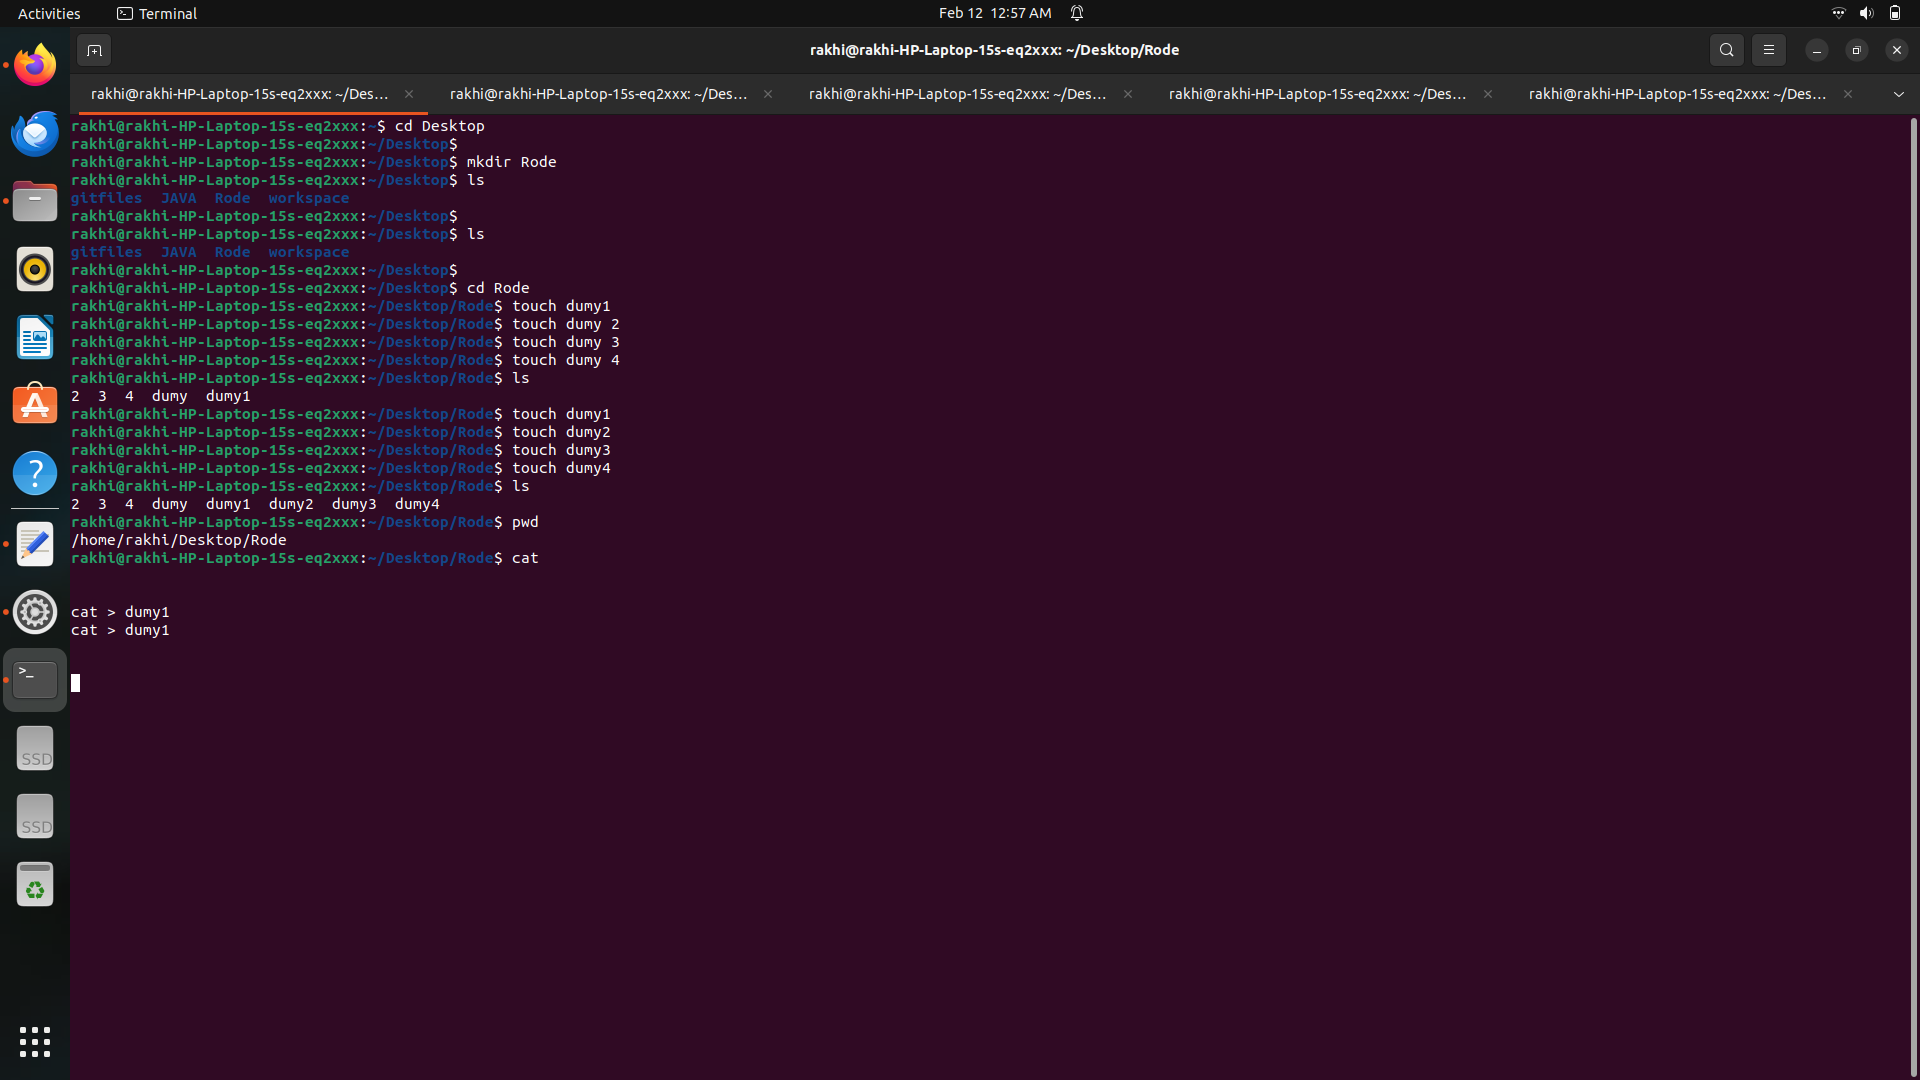 Activities Terminal Feb 12 12:57 AM
rakhi@rakhi-HP-Laptop-15s-eq2xxx: ~/Desktop/Rode
rakhi@rakhi-HP-Laptop-15s-eq2xxx: ~/Des... rakhi@rakhi-HP-Laptop-15s-eq2xxx: ~/Des... rakhi@rakhi-HP-Laptop-15s-eq2xxx: ~/Des... rakhi@rakhi-HP-Laptop-15s-eq2xxx: ~/Des... rakhi@rakhi-HP-Laptop-15s-eq2xxx: ~/Des...
rakhi@rakhi-HP-Laptop-15s-eq2xxx:~$ cd Desktop
rakhi@rakhi-HP-Laptop-15s-eq2xxx:~/Desktop$
rakhi@rakhi-HP-Laptop-15s-eq2xxx:~/Desktop$ mkdir Rode
rakhi@rakhi-HP-Laptop-15s-eq2xxx:~/Desktop$ ls
gitfiles  JAVA  Rode  workspace
rakhi@rakhi-HP-Laptop-15s-eq2xxx:~/Desktop$
rakhi@rakhi-HP-Laptop-15s-eq2xxx:~/Desktop$ ls
gitfiles  JAVA  Rode  workspace
rakhi@rakhi-HP-Laptop-15s-eq2xxx:~/Desktop$
rakhi@rakhi-HP-Laptop-15s-eq2xxx:~/Desktop$ cd Rode
rakhi@rakhi-HP-Laptop-15s-eq2xxx:~/Desktop/Rode$ touch dumy1
rakhi@rakhi-HP-Laptop-15s-eq2xxx:~/Desktop/Rode$ touch dumy 2
rakhi@rakhi-HP-Laptop-15s-eq2xxx:~/Desktop/Rode$ touch dumy 3
rakhi@rakhi-HP-Laptop-15s-eq2xxx:~/Desktop/Rode$ touch dumy 4
rakhi@rakhi-HP-Laptop-15s-eq2xxx:~/Desktop/Rode$ ls
2  3  4  dumy  dumy1
rakhi@rakhi-HP-Laptop-15s-eq2xxx:~/Desktop/Rode$ touch dumy1
rakhi@rakhi-HP-Laptop-15s-eq2xxx:~/Desktop/Rode$ touch dumy2
rakhi@rakhi-HP-Laptop-15s-eq2xxx:~/Desktop/Rode$ touch dumy3
rakhi@rakhi-HP-Laptop-15s-eq2xxx:~/Desktop/Rode$ touch dumy4
rakhi@rakhi-HP-Laptop-15s-eq2xxx:~/Desktop/Rode$ ls
2  3  4  dumy  dumy1  dumy2  dumy3  dumy4
rakhi@rakhi-HP-Laptop-15s-eq2xxx:~/Desktop/Rode$ pwd
/home/rakhi/Desktop/Rode
rakhi@rakhi-HP-Laptop-15s-eq2xxx:~/Desktop/Rode$ cat
cat > dumy1
cat > dumy1
SSD
SSD